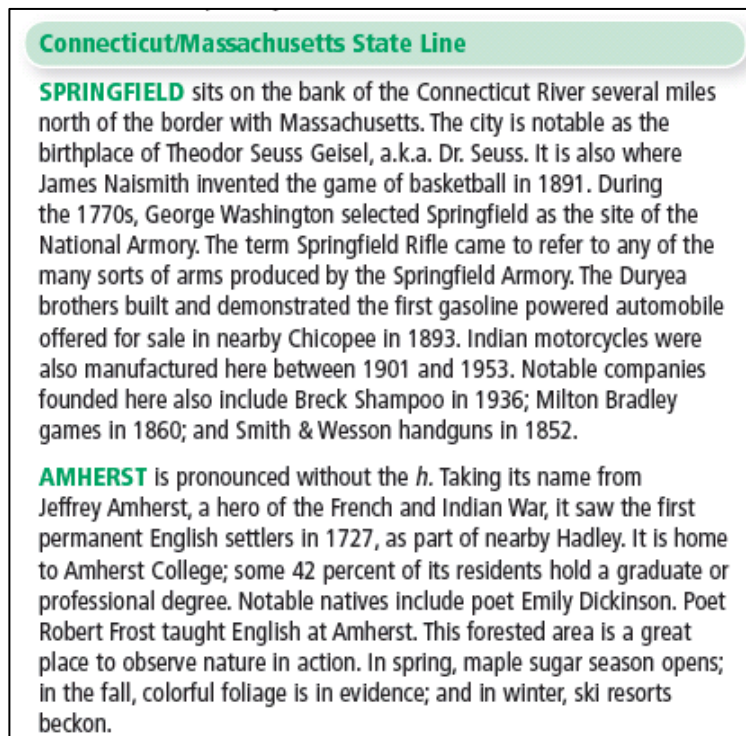 Connecticut/Massachusetts State Line
SPRINGFIELD sits on the bank of the Connecticut River several miles
north of the border with Massachusetts. The city is notable as the
birthplace of Theodor Seuss Geisel, a.k.a. Dr. Seuss. It is also where
James Naismith invented the game of basketball in 1891. During
the 1770s, George Washington selected Springfield as the site of the
National Armory. The term Springfield Rifle came to refer to any of the
many sorts of arms produced by the Springfield Armory. The Duryea
brothers built and demonstrated the first gasoline powered automobile
offered for sale in nearby Chicopee in 1893. Indian motorcycles were
also manufactured here between 1901 and 1953. Notable companies
founded here also include Breck Shampoo in 1936; Milton Bradley
games in 1860; and Smith & Wesson handguns in 1852.
AMHERST is pronounced without the h. Taking its name from
Jeffrey Amherst, a hero of the French and Indian War, it saw the first
permanent English settlers in 1727, as part of nearby Hadley. It is home
to Amherst College; some 42 percent of its residents hold a graduate or
professional degree. Notable natives include poet Emily Dickinson. Poet
Robert Frost taught English at Amherst. This forested area is a great
place to observe nature in action. In spring, maple sugar season opens;
in the fall, colorful foliage is in evidence; and in winter, ski resorts
beckon.